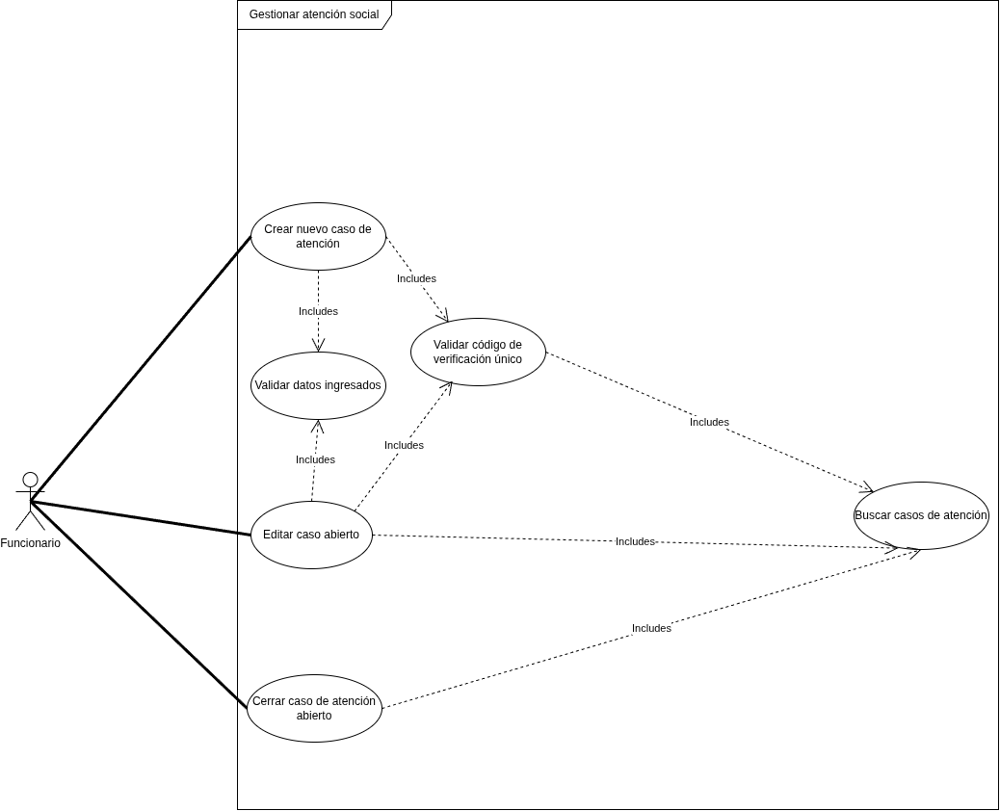 Gestionar atención social
Crear nuevo caso de
atención
Includes
Includes
Validar código de
verificación único
Validar datos ingresados
Includes
Includes
Includes
Funcionario
Editar caso abierto
Includes
Buscar casos de atención
Includes
Cerrar caso de atención
abierto